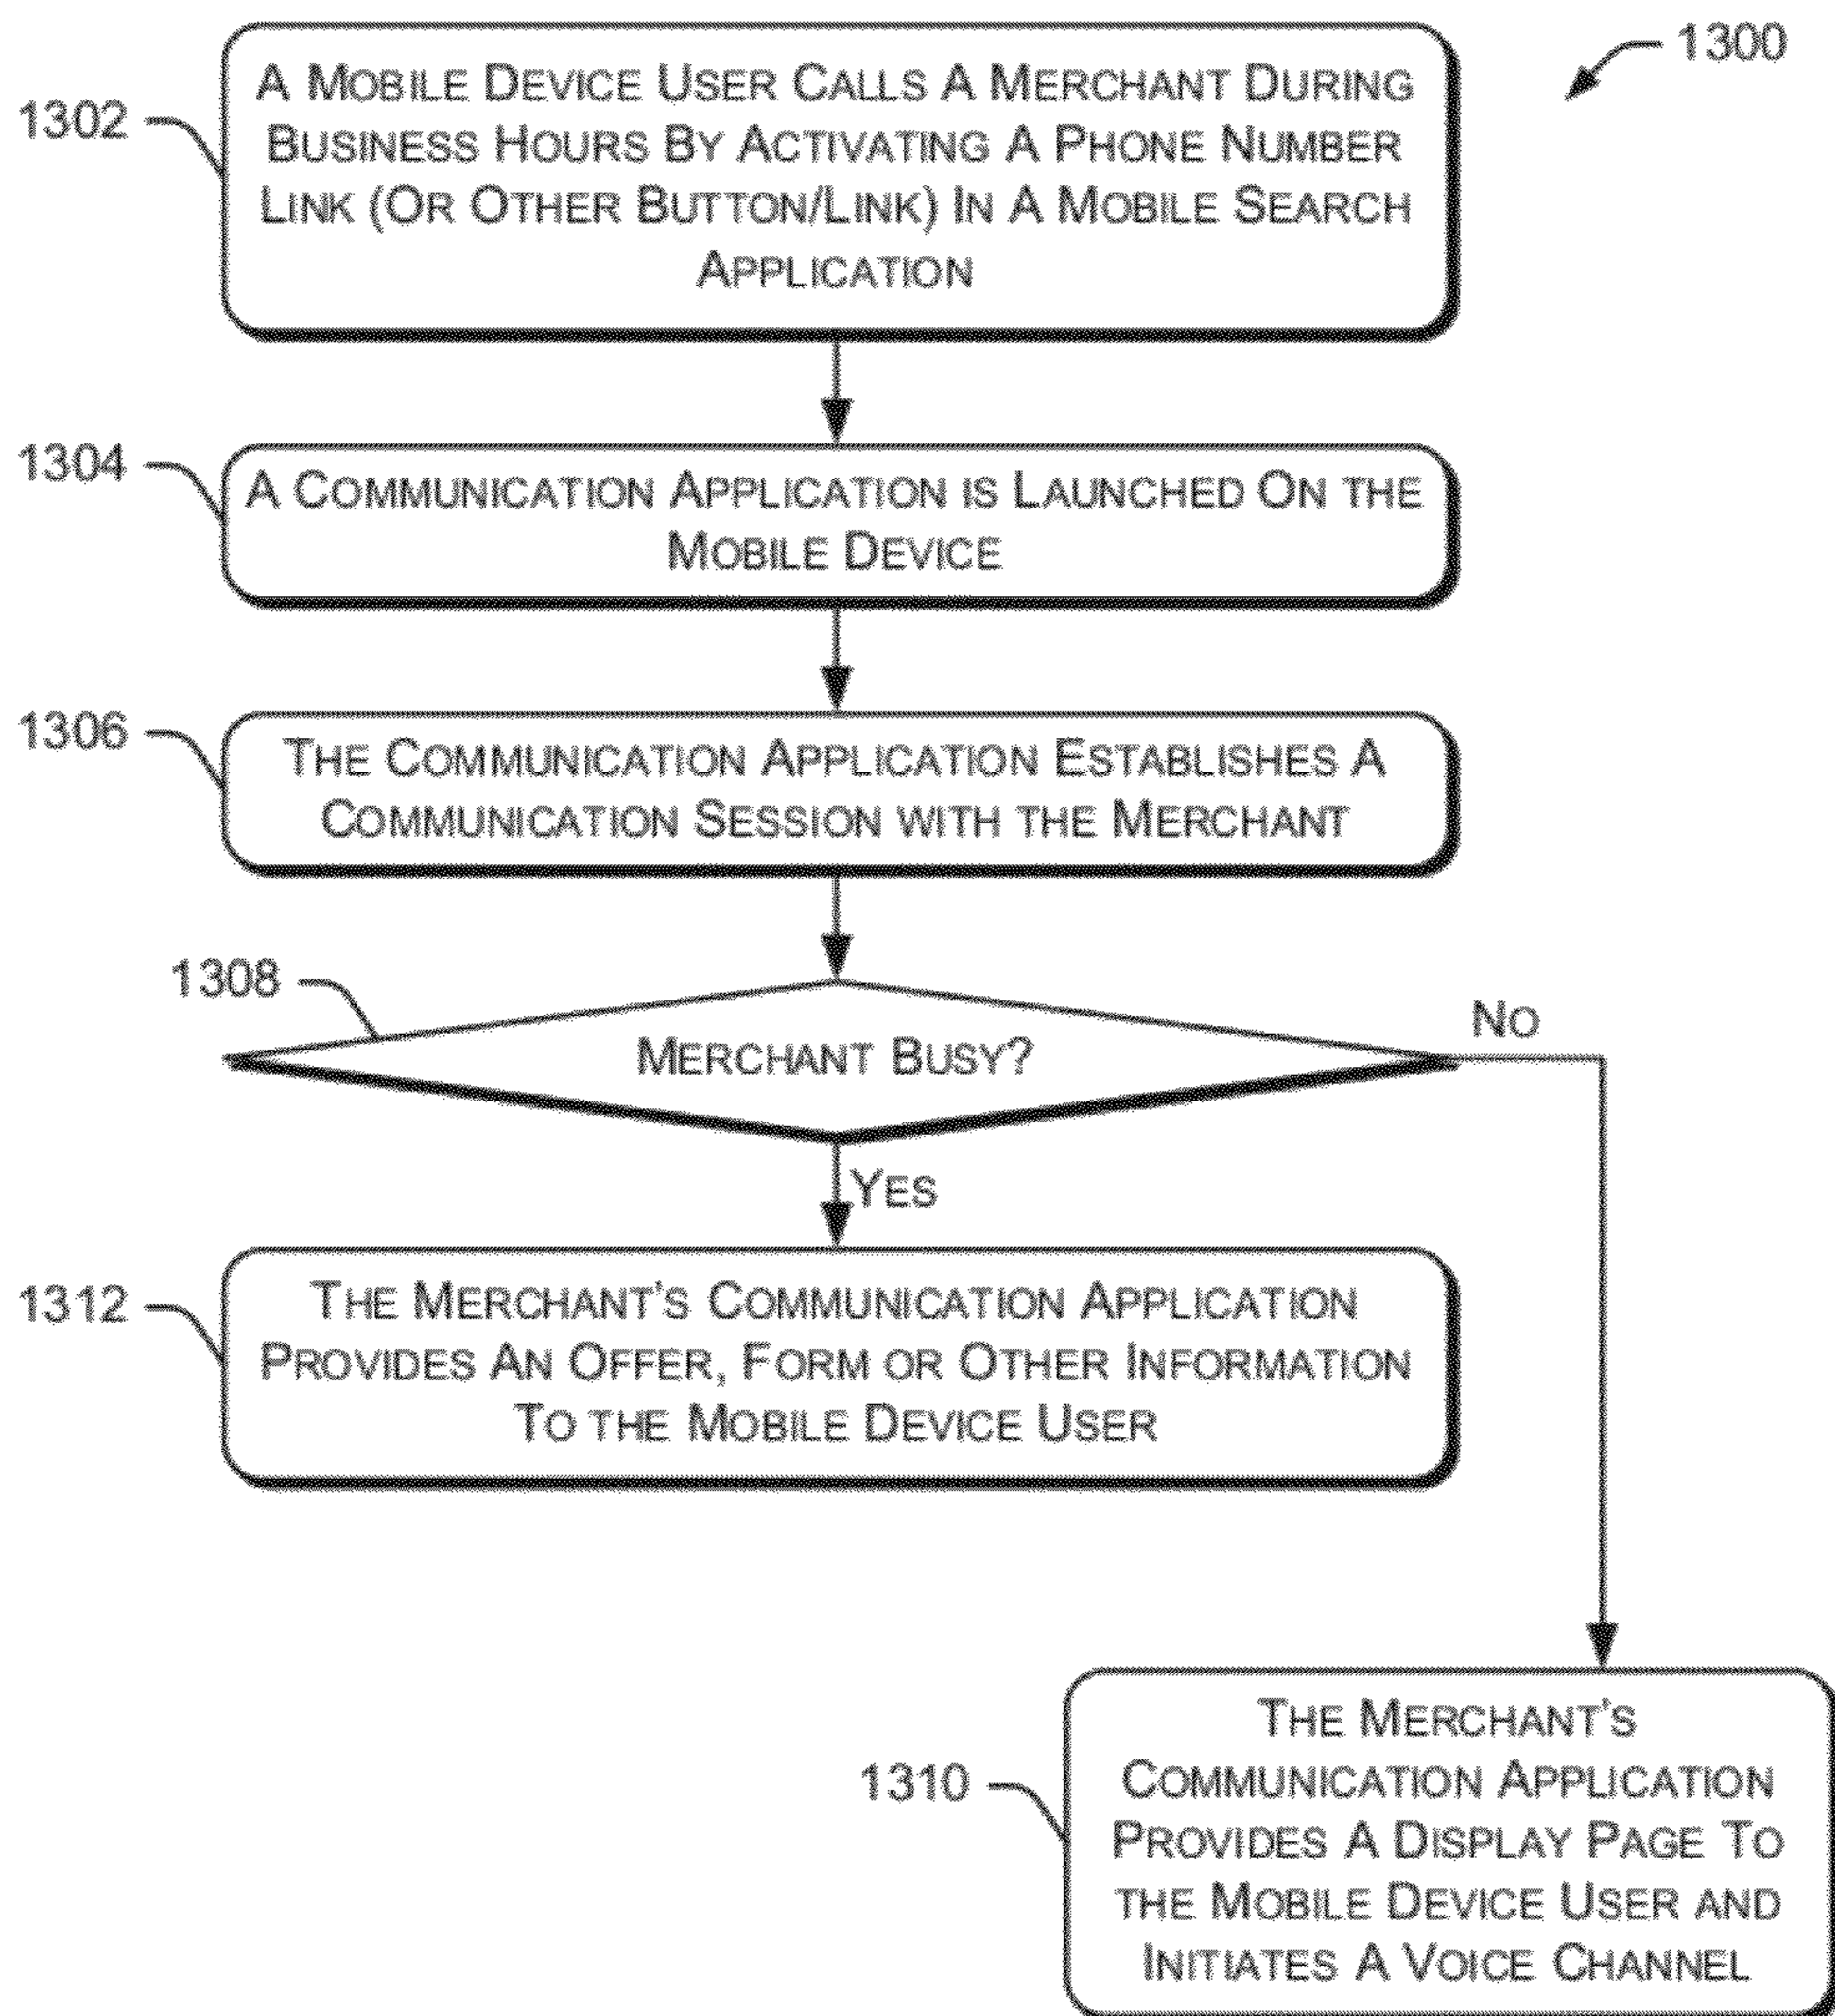 1300
1302
A MOBILE DEVICE USER CALLS A MERCHANT DURING
BUSINESS HOURS BY ACTIVATING A PHONE NUMBER
LINK (OR OTHER BUTTON/LINK) IN A MOBILE SEARCH
APPLICATION
1304
A COMMUNICATION APPLICATION IS LAUNCHED ON THE
MOBILE DEVICE
1306
THE COMMUNICATION APPLICATION ESTABLISHES A
COMMUNICATION SESSION WITH THE MERCHANT
1308
MERCHANT BUSY?
NO
YES
1312
THE MERCHANT'S COMMUNICATION APPLICATION
PROVIDES AN OFFER, FORM OR OTHER INFORMATION
TO THE MOBILE DEVICE USER
1310
THE MERCHANT'S
COMMUNICATION APPLICATION
PROVIDES A DISPLAY PAGE TO
THE MOBILE DEVICE USER AND
INITIATES A VOICE CHANNEL